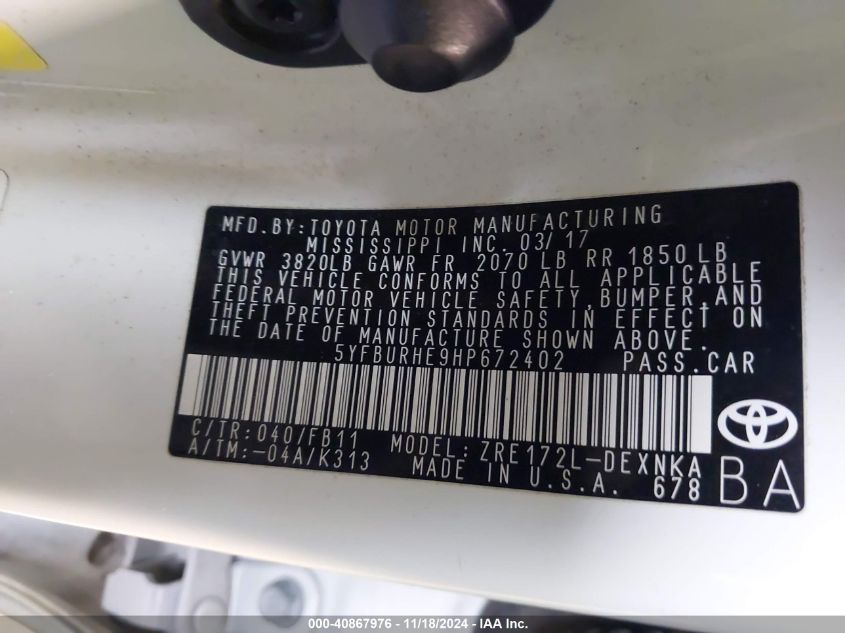 MFD.BY:TOYOTA MOTOR MANUFACTURING
MISSISSIPPI INC. 03/17
GVWR 3820LB GAWR FR 2070 LB RR 1850 LB
THIS VEHICLE CONFORMS TO ALL APPLICABLE
FEDERAL MOTOR VEHICLE SAFETY,BUMPER,AND
THEFT PREVENTION STANDARDS IN EFFECT ON
THE DATE OF MANUFACTURE SHOWN ABOVE.
5YFBURHE9HP672402 PASS.CAR
C/TR:040/FB11 MODEL:ZRE172L-DEXNKA
A/TM:-04A/K313 MADE IN U.S.A. 678 BA
000-40867976 - 11/18/2024 - IAA Inc.